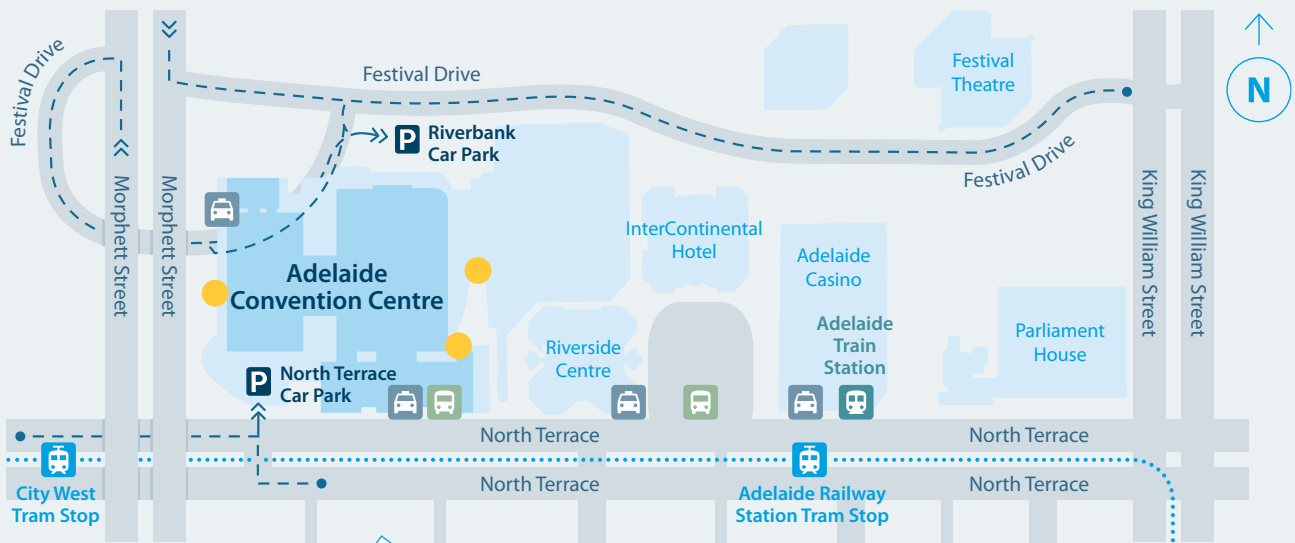 Festival Drive
Festival Drive
Festival
Theatre
N
P
Riverbank
Car Park
Festival Drive
Morphett Street
Morphett Street
King William Street
King William Street
InterContinental
Hotel
Adelaide
Casino
Adelaide
Convention Centre
Adelaide
Train
Station
Parliament
House
Riverside
Centre
P
North Terrace
Car Park
North Terrace
North Terrace
City West
Tram Stop
North Terrace
Adelaide Railway
Station Tram Stop
North Terrace